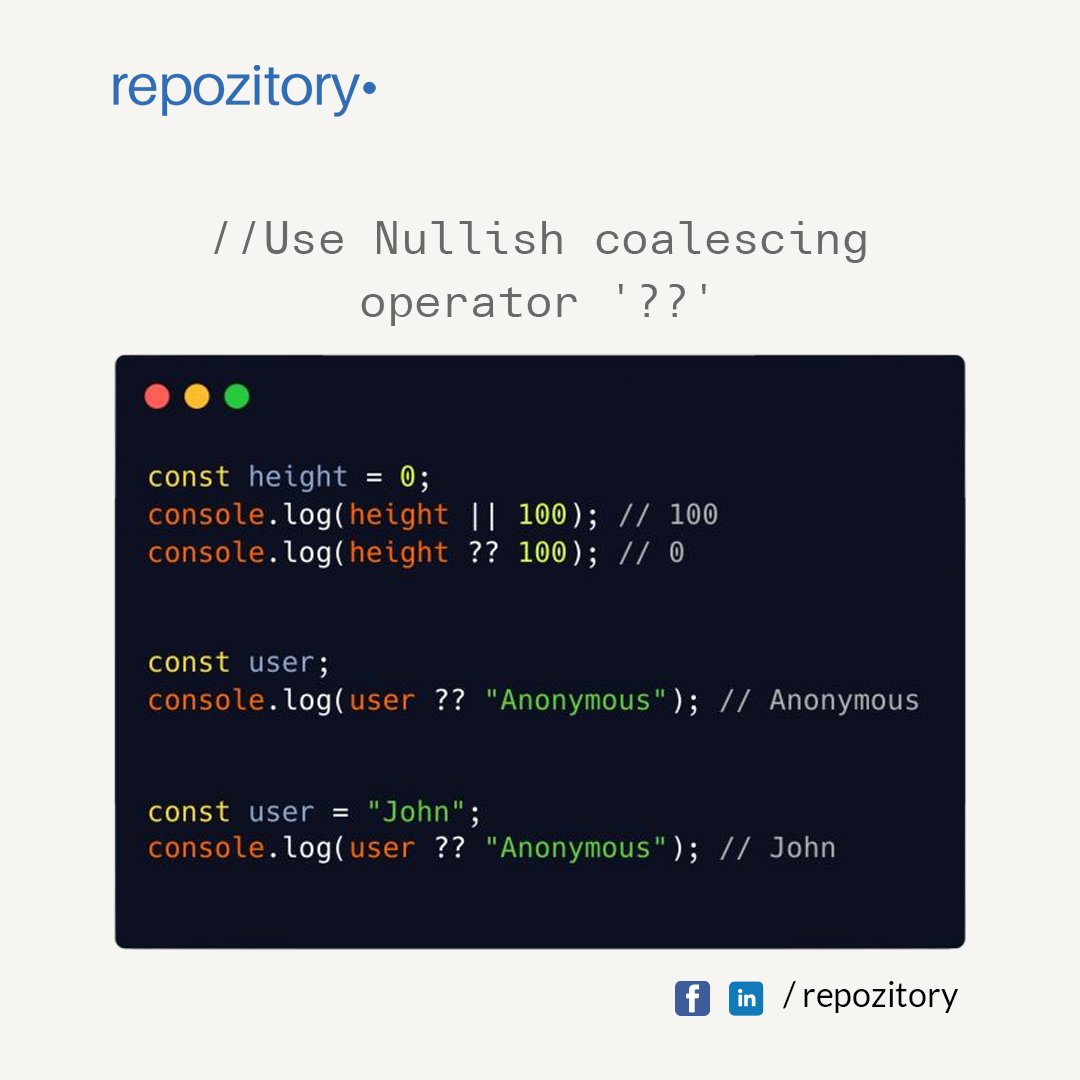 repozitory•
//Use Nullish coalescing
operator '??'
const height = 0;
console.log(height || 100); // 100
console.log(height ?? 100); // 0
const user;
console.log(user ?? "Anonymous"); // Anonymous
const user = "John";
console.log(user ?? "Anonymous"); // John
f in / repozitory